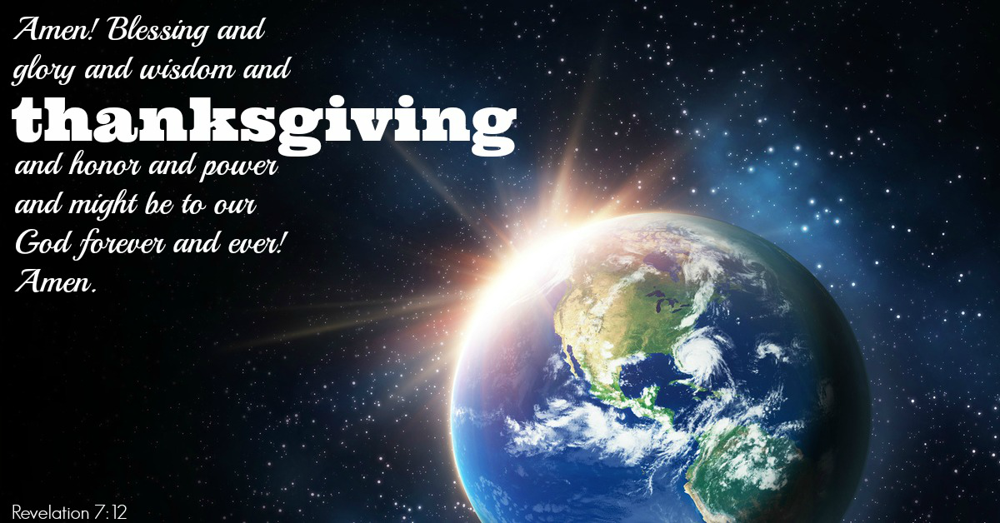 Amen! Blessing and
glory and wisdom and
thanksgiving
and honor and power
and might be to our
God forever and ever!
Amen.
Revelation 7:12